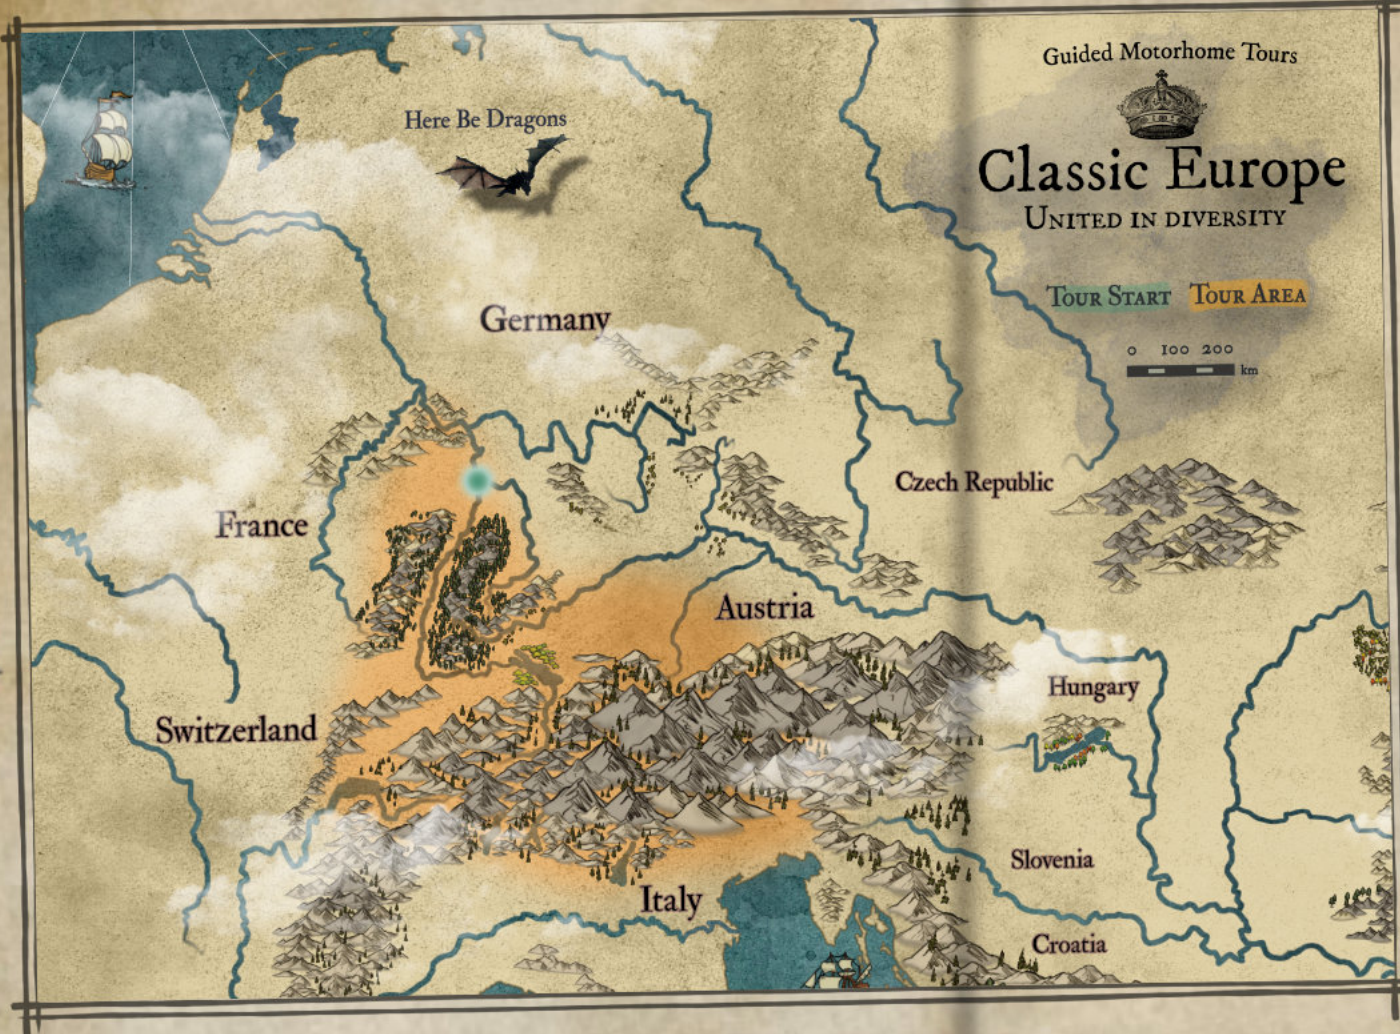 Guided Motorhome Tours
Classic Europe
United in diversity
Tour Start Tour Area
0 100 200
km
Here Be Dragons
Germany
Czech Republic
France
Austria
Hungary
Switzerland
Slovenia
Italy
Croatia